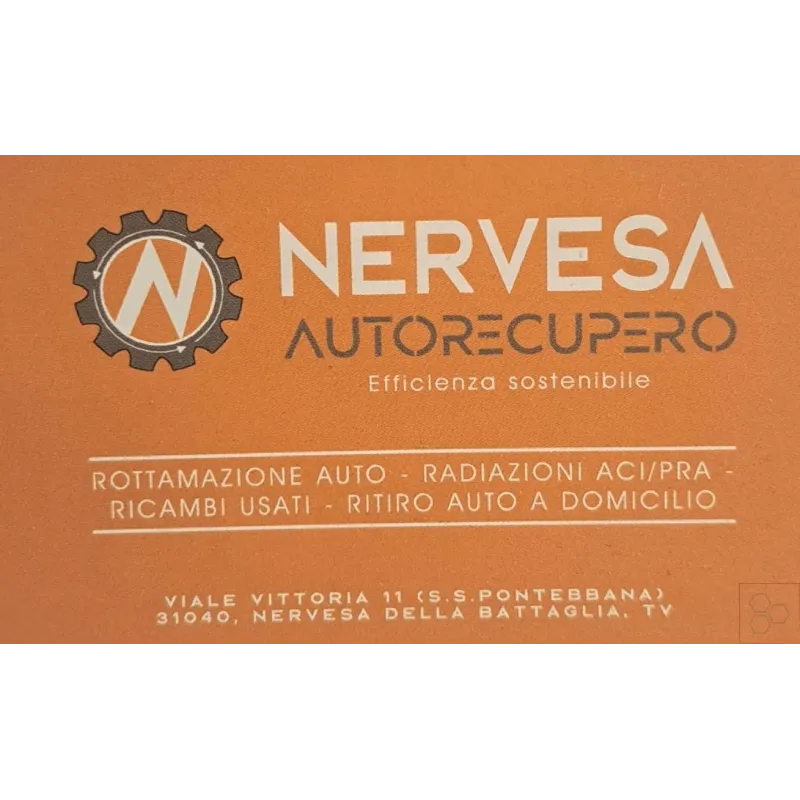 N
NERVESA
AUTORECUPERO
Efficienza sostenibile
ROTTAMAZIONE AUTO - RADIAZIONI ACI/PRA -
RICAMBI USATI - RITIRO AUTO A DOMICILIO
VIALE VITTORIA 11 (S.S.PONTEBBANA)
31040, NERVESA DELLA BATTAGLIA, TV